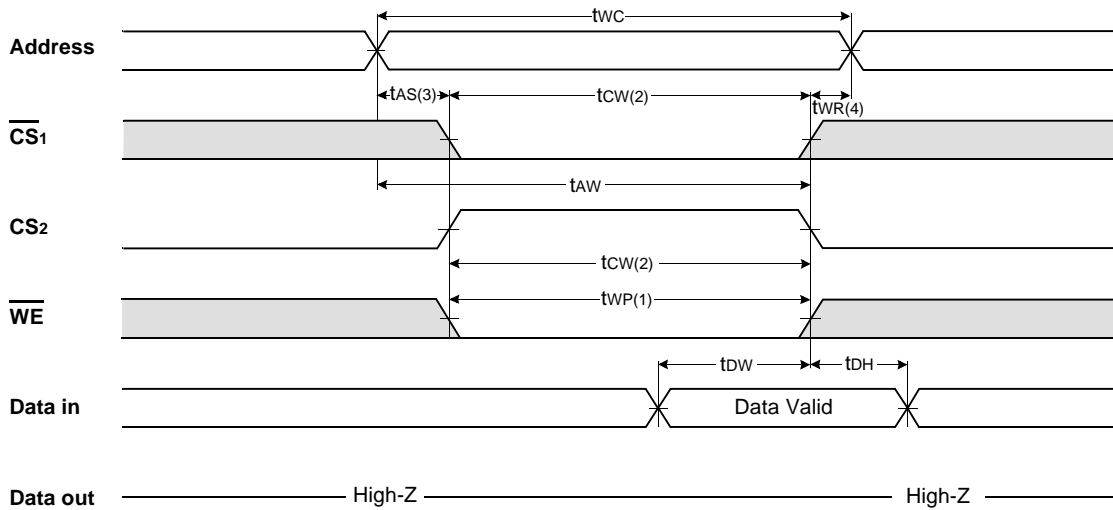 tWC
Address
tAS(3) tCW(2) tWR(4)
CS1
tAW
CS2
tCW(2)
tWP(1)
WE
tDW tDH
Data in Data Valid
Data out High-Z High-Z